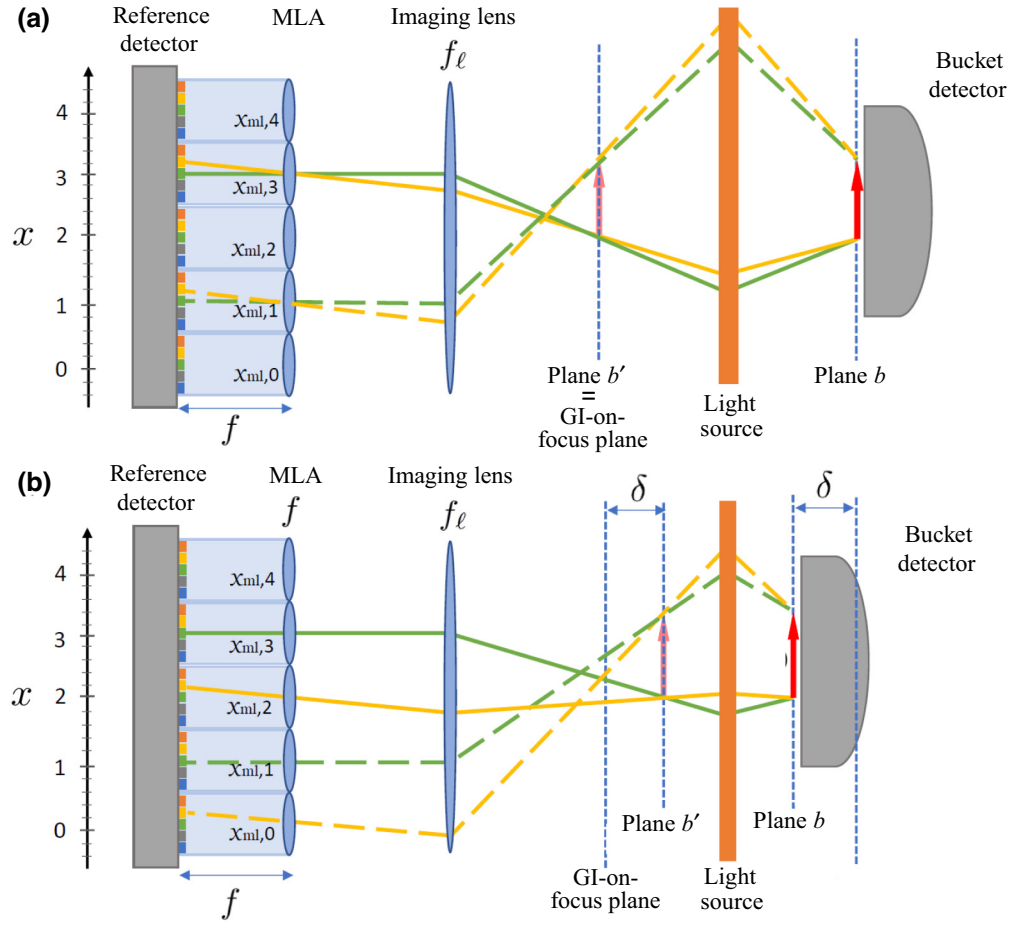 (a)
Reference
detector
MLA
Imaging lens
fℓ
Bucket
detector
x
4
3
2
1
0
xml,4
xml,3
xml,2
xml,1
xml,0
f
Plane b′
=
GI-on-
focus plane
Light
source
Plane b
(b)
Reference
detector
MLA
f
Imaging lens
fℓ
δ
δ
Bucket
detector
x
4
3
2
1
0
xml,4
xml,3
xml,2
xml,1
xml,0
f
Plane b′
Plane b
GI-on-
focus plane
Light
source